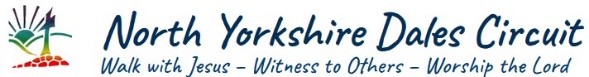 North Yorkshire Dales Circuit
Walk with Jesus – Witness to Others – Worship the Lord